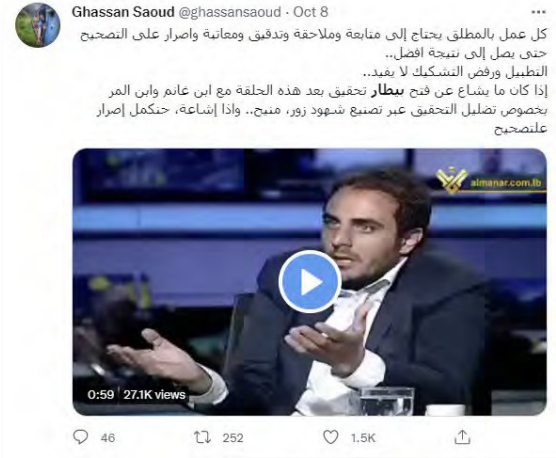 Ghassan Saoud @ghassansaoud · Oct 8 ...
كل عمل بالمطلق يحتاج إلى متابعة وملاحقة وتدقيق ومعاتبة واصرار على التصحيح
حتى يصل إلى نتيجة افضل..
التطبيل ورفض التشكيك لا يفيد..
إذا كان ما يشاع عن فتح بيطار تحقيق بعد هذه الحلقة مع ابن غانم وابن المر
بخصوص تضليل التحقيق عبر تصنيع شهود زور، منيح.. واذا إشاعة، حنكمل إصرار
علتصحيح
almanar.com.lb
0:59 27.1K views
46 252 1.5K